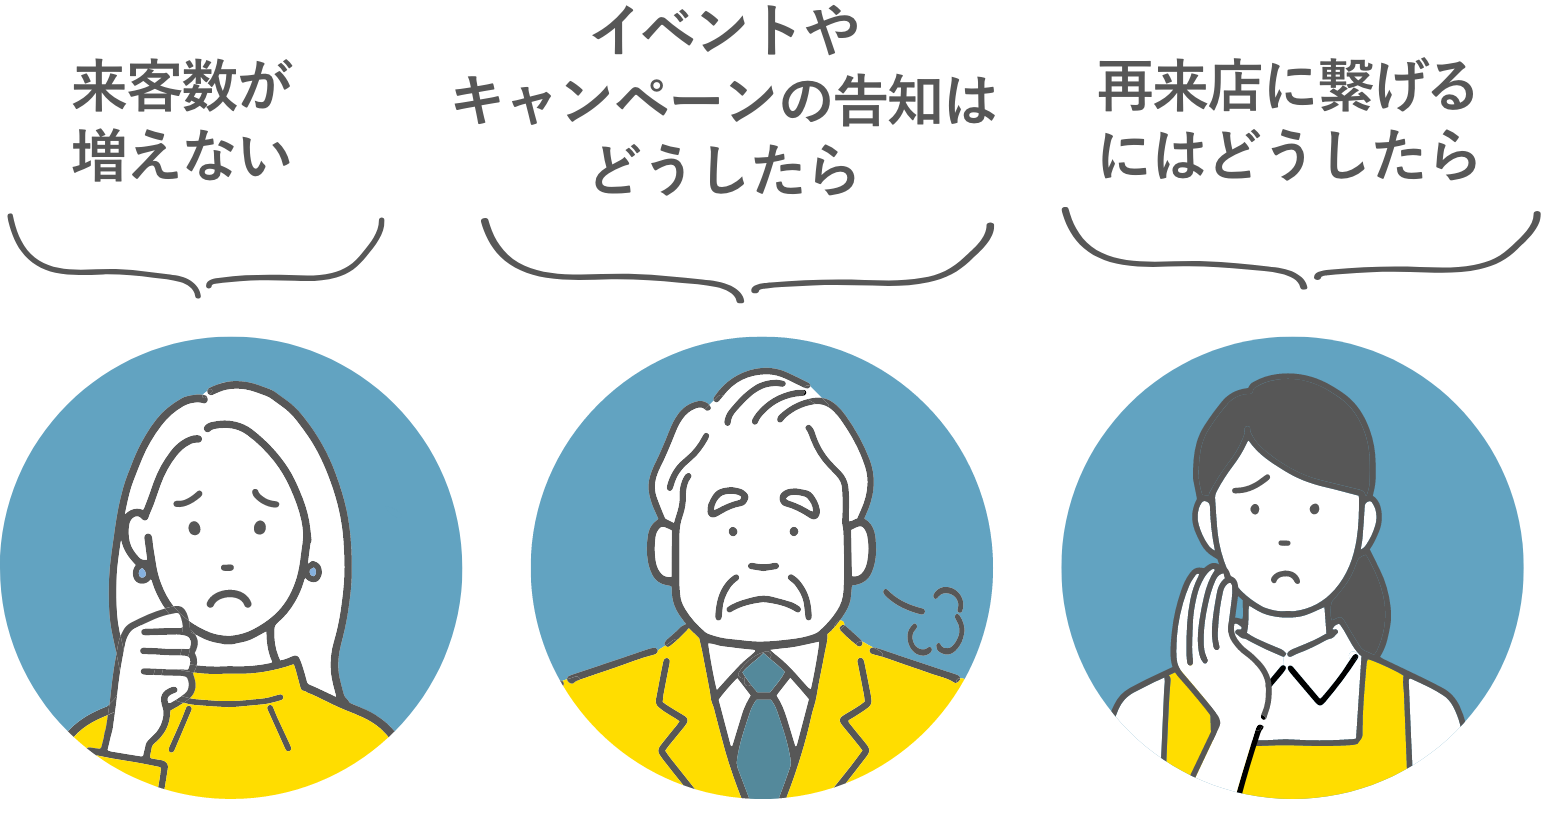 来客数が
増えない
イベントや
キャンペーンの告知は
どうしたら
再来店に繋げる
にはどうしたら